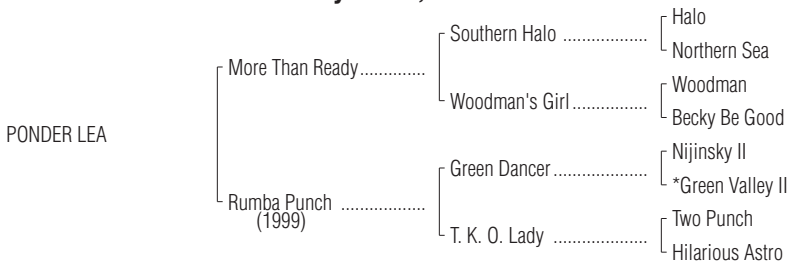 PONDER LEA
More Than Ready..............
Rumba Punch ..................
(1999)
Southern Halo ..................
Woodman's Girl................
Green Dancer ....................
T. K. O. Lady ....................
Halo
Northern Sea
Woodman
Becky Be Good
Nijinsky II
*Green Valley II
Two Punch
Hilarious Astro